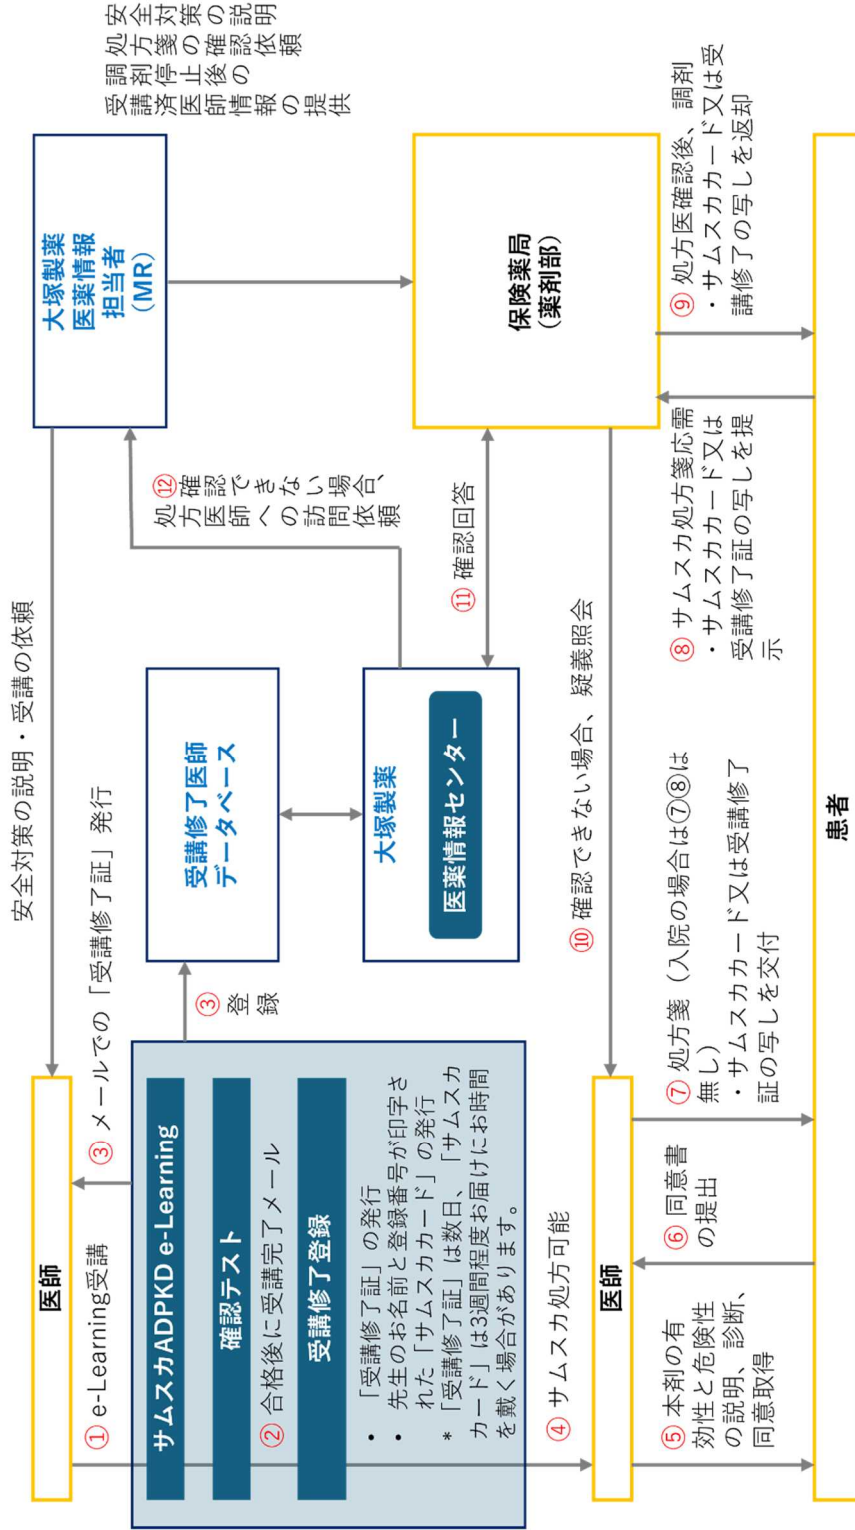 安全対策の説明・受講の依頼
医師
① e-Learning受講
③ メールでの「受講修了証」発行
サムスカADPKD e-Learning
確認テスト
② 合格後に受講完了メール
受講修了登録
・ 「受講修了証」の発行
・ 先生のお名前と登録番号が印字さ
れた「サムスカカード」の発行
* 「受講修了証」は数日、「サムスカ
カード」は3週間程度お届けにお時間
を戴く場合があります。
③ 登
録
受講修了医師
データベース
大塚製薬
医薬情報センター
大塚製薬
医薬情報
担当者
(MR)
安全対策の説明
処方箋の確認依頼
調剤停止後の
受講済医師情報の提供
⑫確認できない場合、
処方医師への訪問依
頼
⑪ 確認回答
保険薬局
(薬剤部)
④ サムスカ処方可能
⑩ 確認できない場合、疑義照会
医師
⑤ 本剤の有
効性と危険性
の説明、診断、
同意取得
⑥ 同意書
の提出
⑦ 処方箋（入院の場合は⑦⑧は
無し）
・サムスカカード又は受講修了
証の写しを交付
⑧ サムスカ処方箋応需
・サムスカカード又は
受講修了証の写しを提
示
⑨ 処方医確認後、調剤
・サムスカカード又は受
講修了の写しを返却
患者